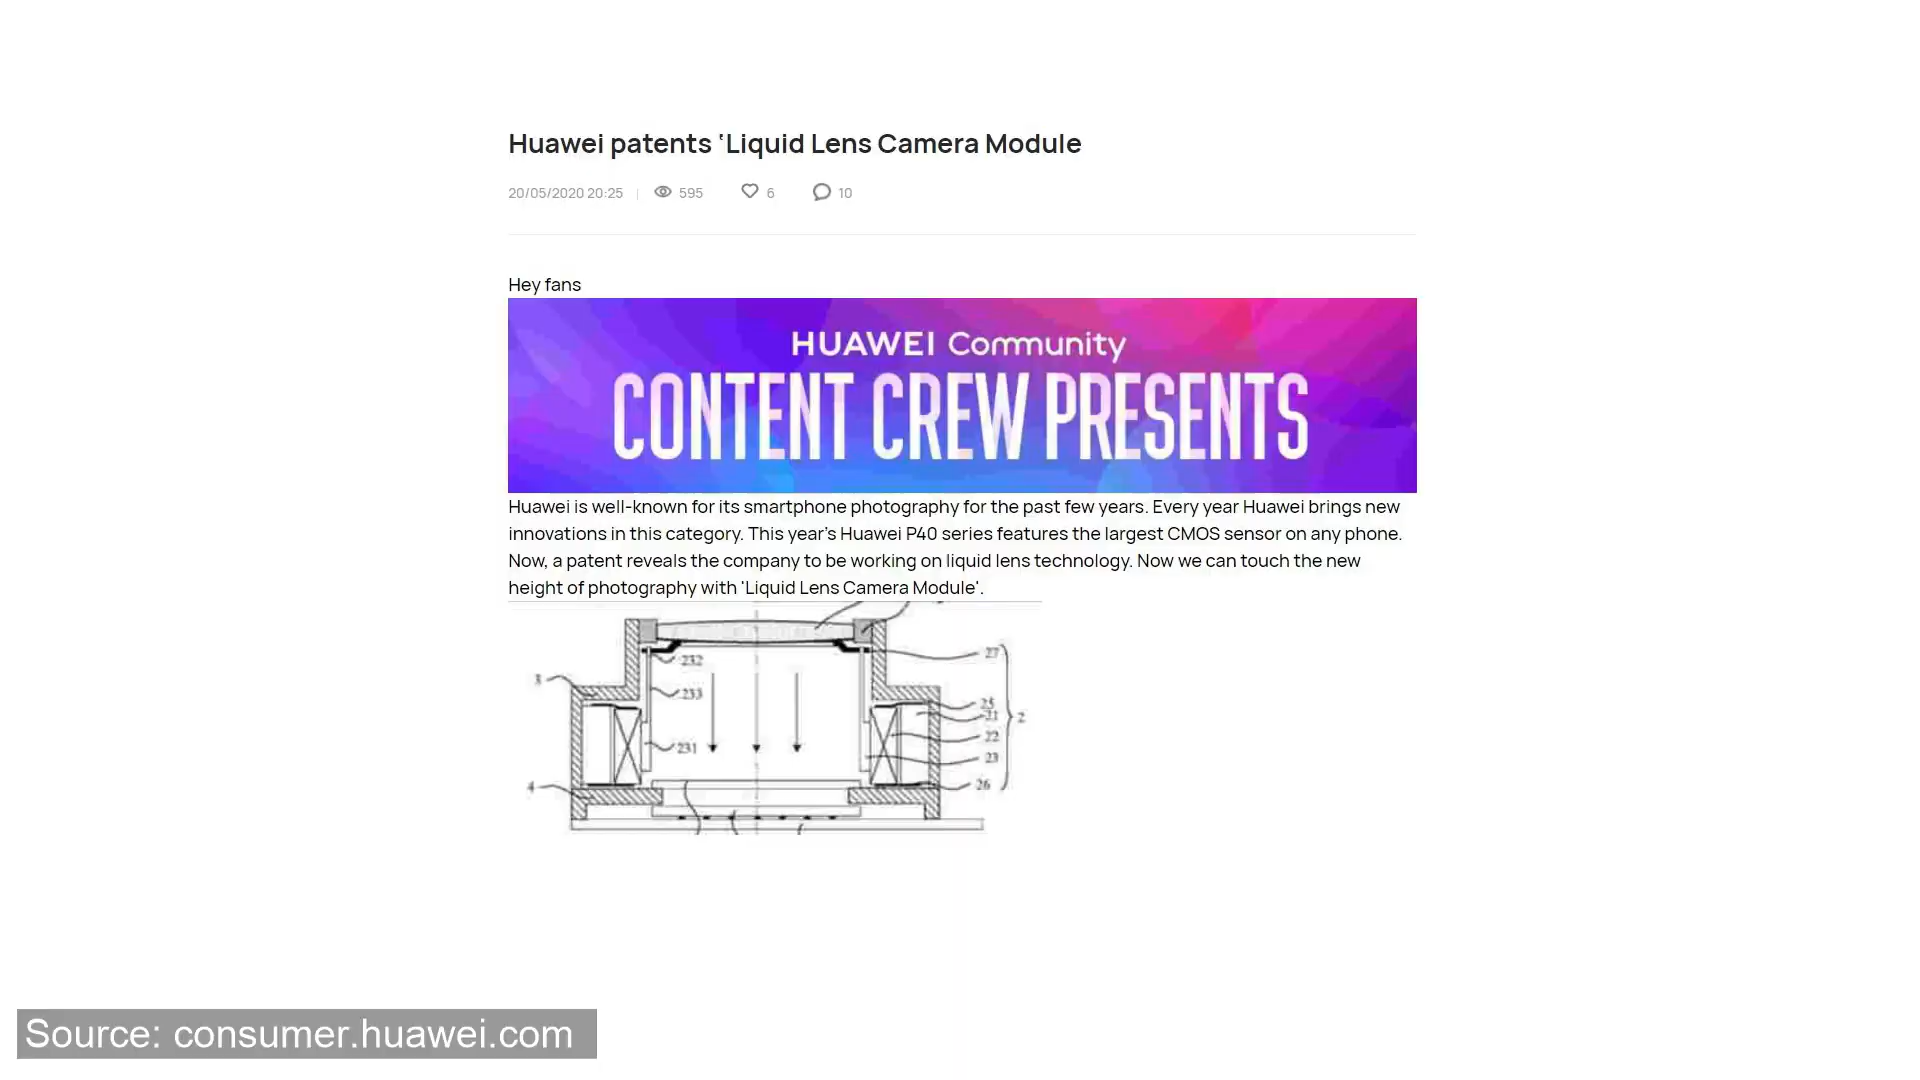 Huawei patents ‘Liquid Lens Camera Module
20/05/2020 20:25 | 595 6 10
Hey fans
HUAWEI Community
CONTENT CREW PRESENTS
Huawei is well-known for its smartphone photography for the past few years. Every year Huawei brings new
innovations in this category. This year's Huawei P40 series features the largest CMOS sensor on any phone.
Now, a patent reveals the company to be working on liquid lens technology. Now we can touch the new
height of photography with 'Liquid Lens Camera Module'.
232
27
3
233
25
21
2
22
231
23
26
4
Source: consumer.huawei.com